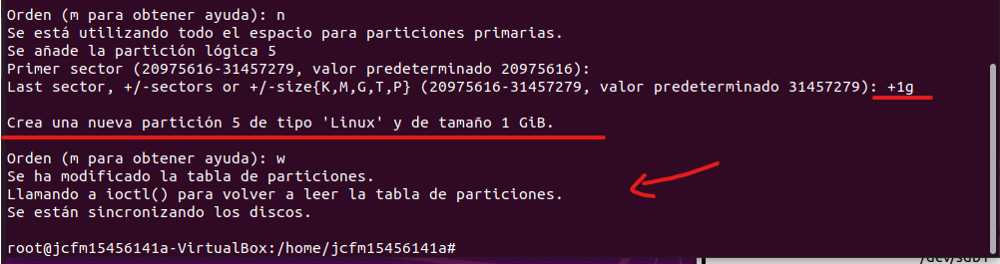 Orden (m para obtener ayuda): n
Se está utilizando todo el espacio para particiones primarias.
Se añade la partición lógica 5
Primer sector (20975616-31457279, valor predeterminado 20975616):
Last sector, +/-sectors or +/-size{K,M,G,T,P} (20975616-31457279, valor predeterminado 31457279): +1g
Crea una nueva partición 5 de tipo 'Linux' y de tamaño 1 GiB.
Orden (m para obtener ayuda): w
Se ha modificado la tabla de particiones.
Llamando a ioctl() para volver a leer la tabla de particiones.
Se están sincronizando los discos.
root@jcfm15456141a-VirtualBox:/home/jcfm15456141a#